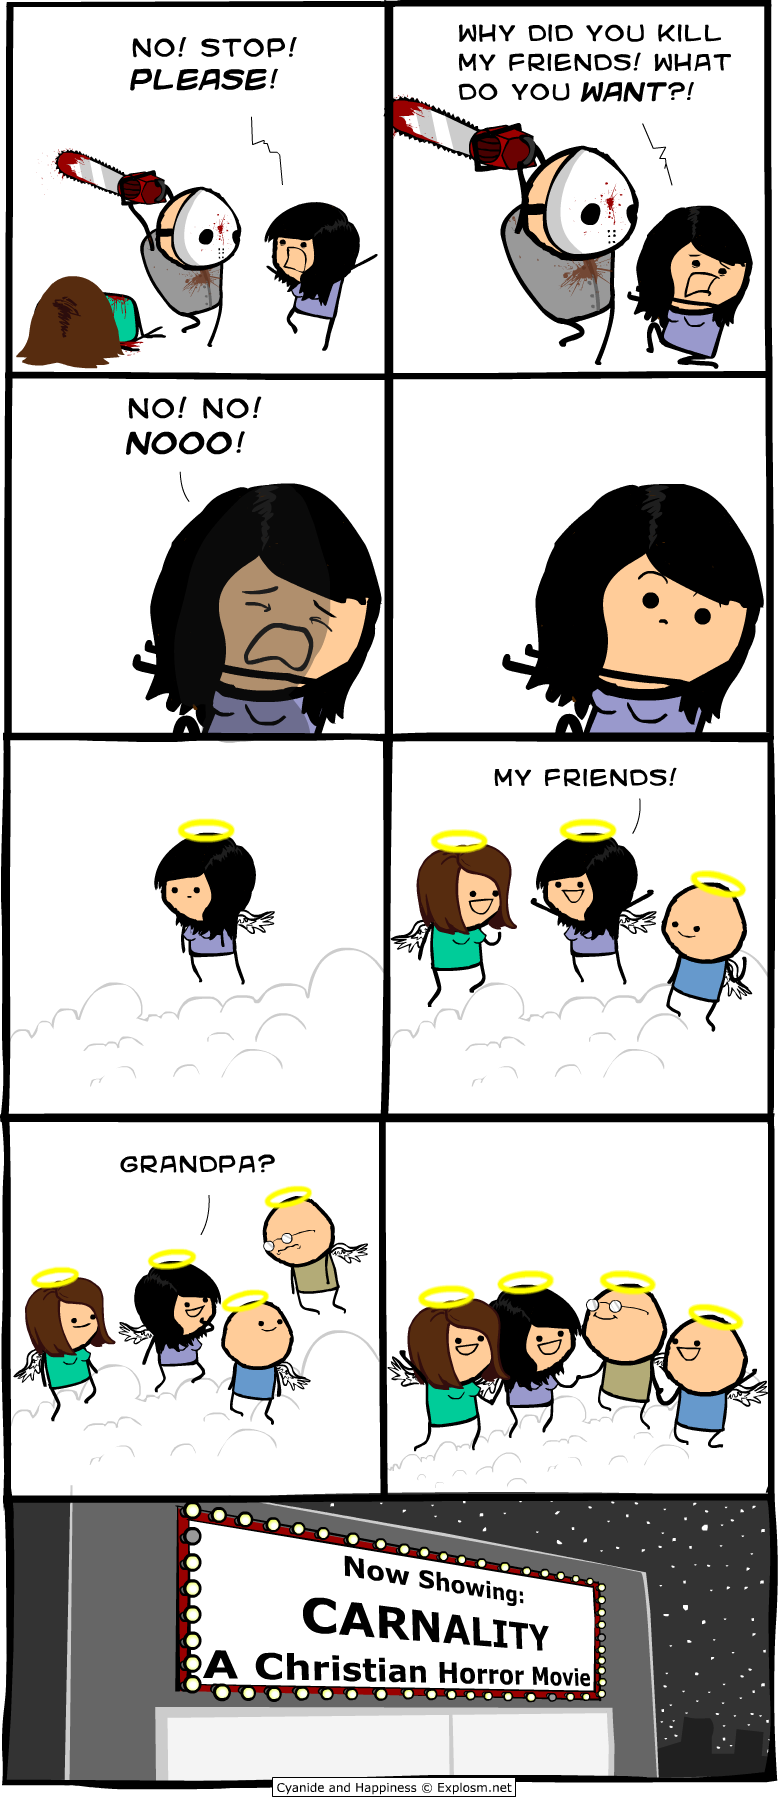 NO! STOP!
PLEASE!
WHY DID YOU KILL
MY FRIENDS! WHAT
DO YOU WANT?!
NO! NO!
NOOO!
MY FRIENDS!
GRANDPA?
Now Showing:
CARNALITY
A Christian Horror Movie
Cyanide and Happiness © Explosm.net